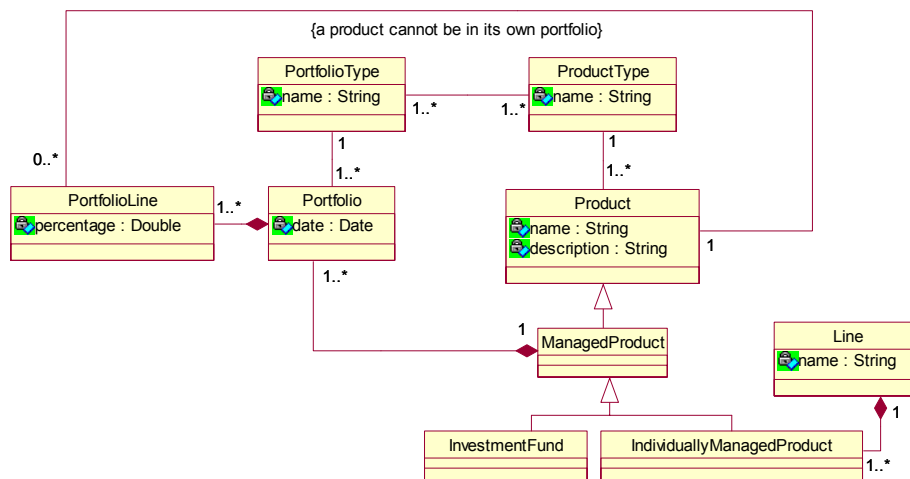 {a product cannot be in its own portfolio}
PortfolioType
name : String
ProductType
name : String
1..*
1..*
1
1
0..*
1..*
1..*
PortfolioLine
percentage : Double
1..*
Portfolio
date : Date
Product
name : String
description : String
1
1..*
1
ManagedProduct
Line
name : String
1
InvestmentFund
IndividuallyManagedProduct
1..*